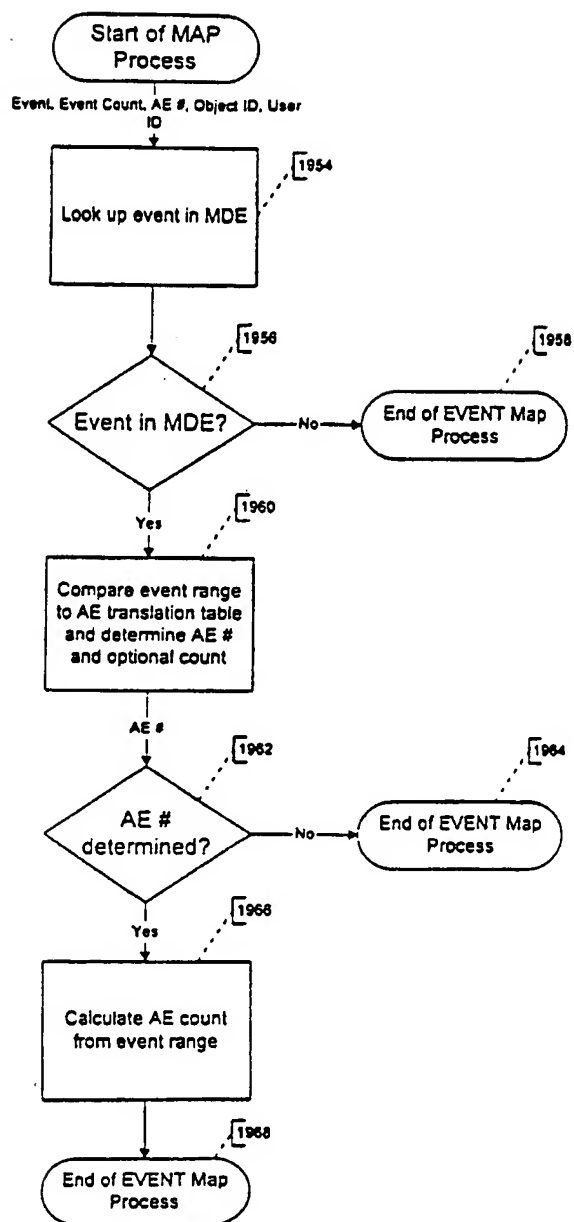 Start of MAP
Process
Event, Event Count, AE #, Object ID, User
ID
1954
Look up event in MDE
1956
1958
Event in MDE?
No
End of EVENT Map
Process
Yes
1960
Compare event range
to AE translation table
and determine AE #
and optional count
AE #
1962
1964
AE #
determined?
No
End of EVENT Map
Process
Yes
1966
Calculate AE count
from event range
1968
End of EVENT Map
Process